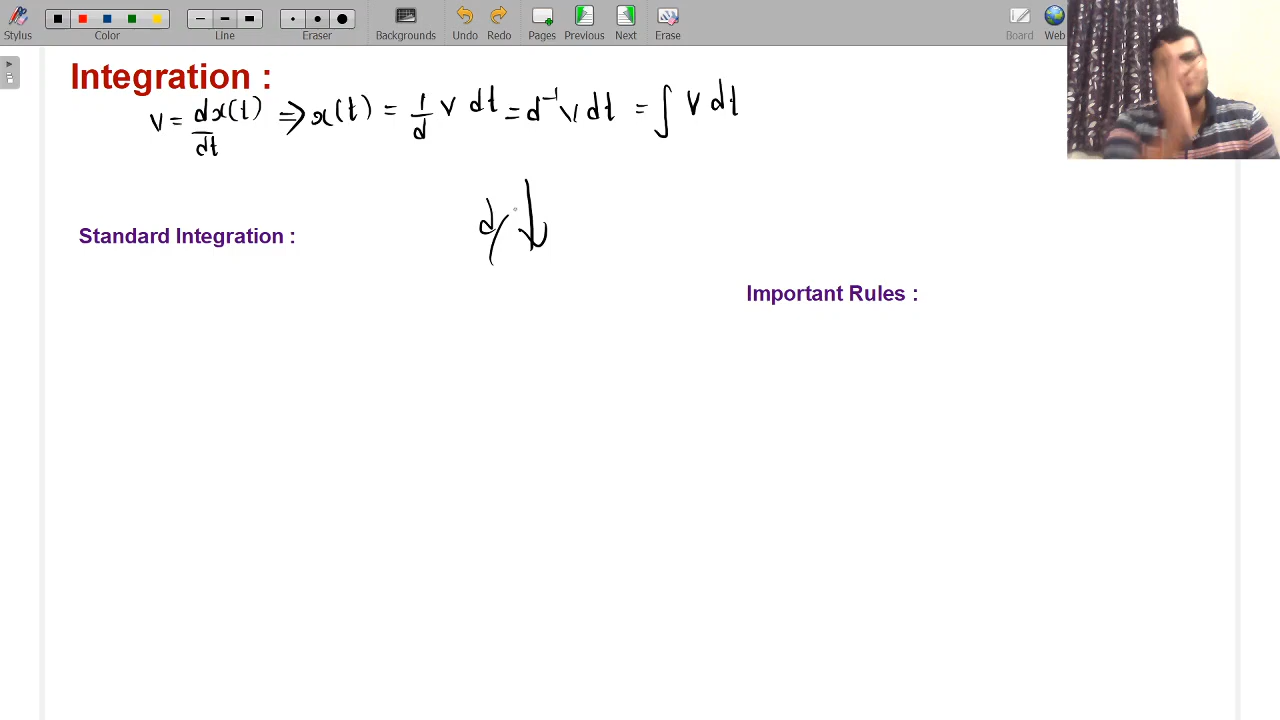 Stylus Color Line Eraser Backgrounds Undo Redo Pages Previous Next Erase Board Web
Integration :
v = dx(t)/dt ⇒ x(t) = 1/d v dt = d⁻¹ v dt = ∫ v dt
Standard Integration :
d/
Important Rules :